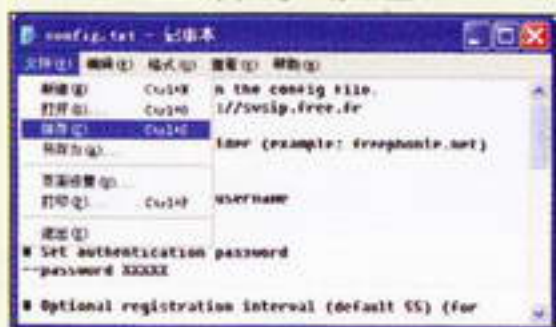 config.txt - 记事本
文件(F) 编辑(E) 格式(O) 查看(V) 帮助(H)
新建(N) Ctrl+N
n the config file.
打开(O)... Ctrl+O
://svsip.free.fr
保存(S) Ctrl+S
另存为(A)...
ider (example: freephonie.net)
页面设置(U)...
打印(P)... Ctrl+P
username
退出(X)
# Set authentication password
--password XXXXX
# Optional registration interval (default 55) (for